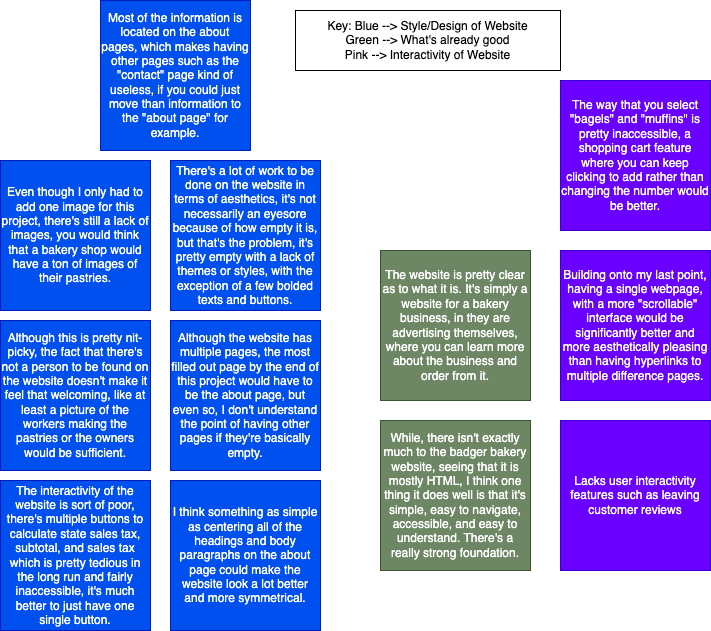 Most of the information is
located on the about
pages, which makes having
other pages such as the
"contact" page kind of
useless, if you could just
move than information to
the "about page" for
example.
Key: Blue --> Style/Design of Website
Green --> What's already good
Pink --> Interactivity of Website
The way that you select
"bagels" and "muffins" is
pretty inaccessible, a
shopping cart feature
where you can keep
clicking to add rather than
changing the number would
be better.
Even though I only had to
add one image for this
project, there's still a lack of
images, you would think
that a bakery shop would
have a ton of images of
their pastries.
There's a lot of work to be
done on the website in
terms of aesthetics, it's not
necessarily an eyesore
because of how empty it is,
but that's the problem, it's
pretty empty with a lack of
themes or styles, with the
exception of a few bolded
texts and buttons.
The website is pretty clear
as to what it is. It's simply a
website for a bakery
business, in they are
advertising themselves,
where you can learn more
about the business and
order from it.
Building onto my last point,
having a single webpage,
with a more "scrollable"
interface would be
significantly better and
more aesthetically pleasing
than having hyperlinks to
multiple difference pages.
Although this is pretty nit-
picky, the fact that there's
not a person to be found on
the website doesn't make it
feel that welcoming, like at
least a picture of the
workers making the
pastries or the owners
would be sufficient.
Although the website has
multiple pages, the most
filled out page by the end of
this project would have to
be the about page, but
even so, I don't understand
the point of having other
pages if they're basically
empty.
While, there isn't exactly
much to the badger bakery
website, seeing that it is
mostly HTML, I think one
thing it does well is that it's
simple, easy to navigate,
accessible, and easy to
understand. There's a
really strong foundation.
Lacks user interactivity
features such as leaving
customer reviews
The interactivity of the
website is sort of poor,
there's multiple buttons to
calculate state sales tax,
subtotal, and sales tax
which is pretty tedious in
the long run and fairly
inaccessible, it's much
better to just have one
single button.
I think something as simple
as centering all of the
headings and body
paragraphs on the about
page could make the
website look a lot better
and more symmetrical.